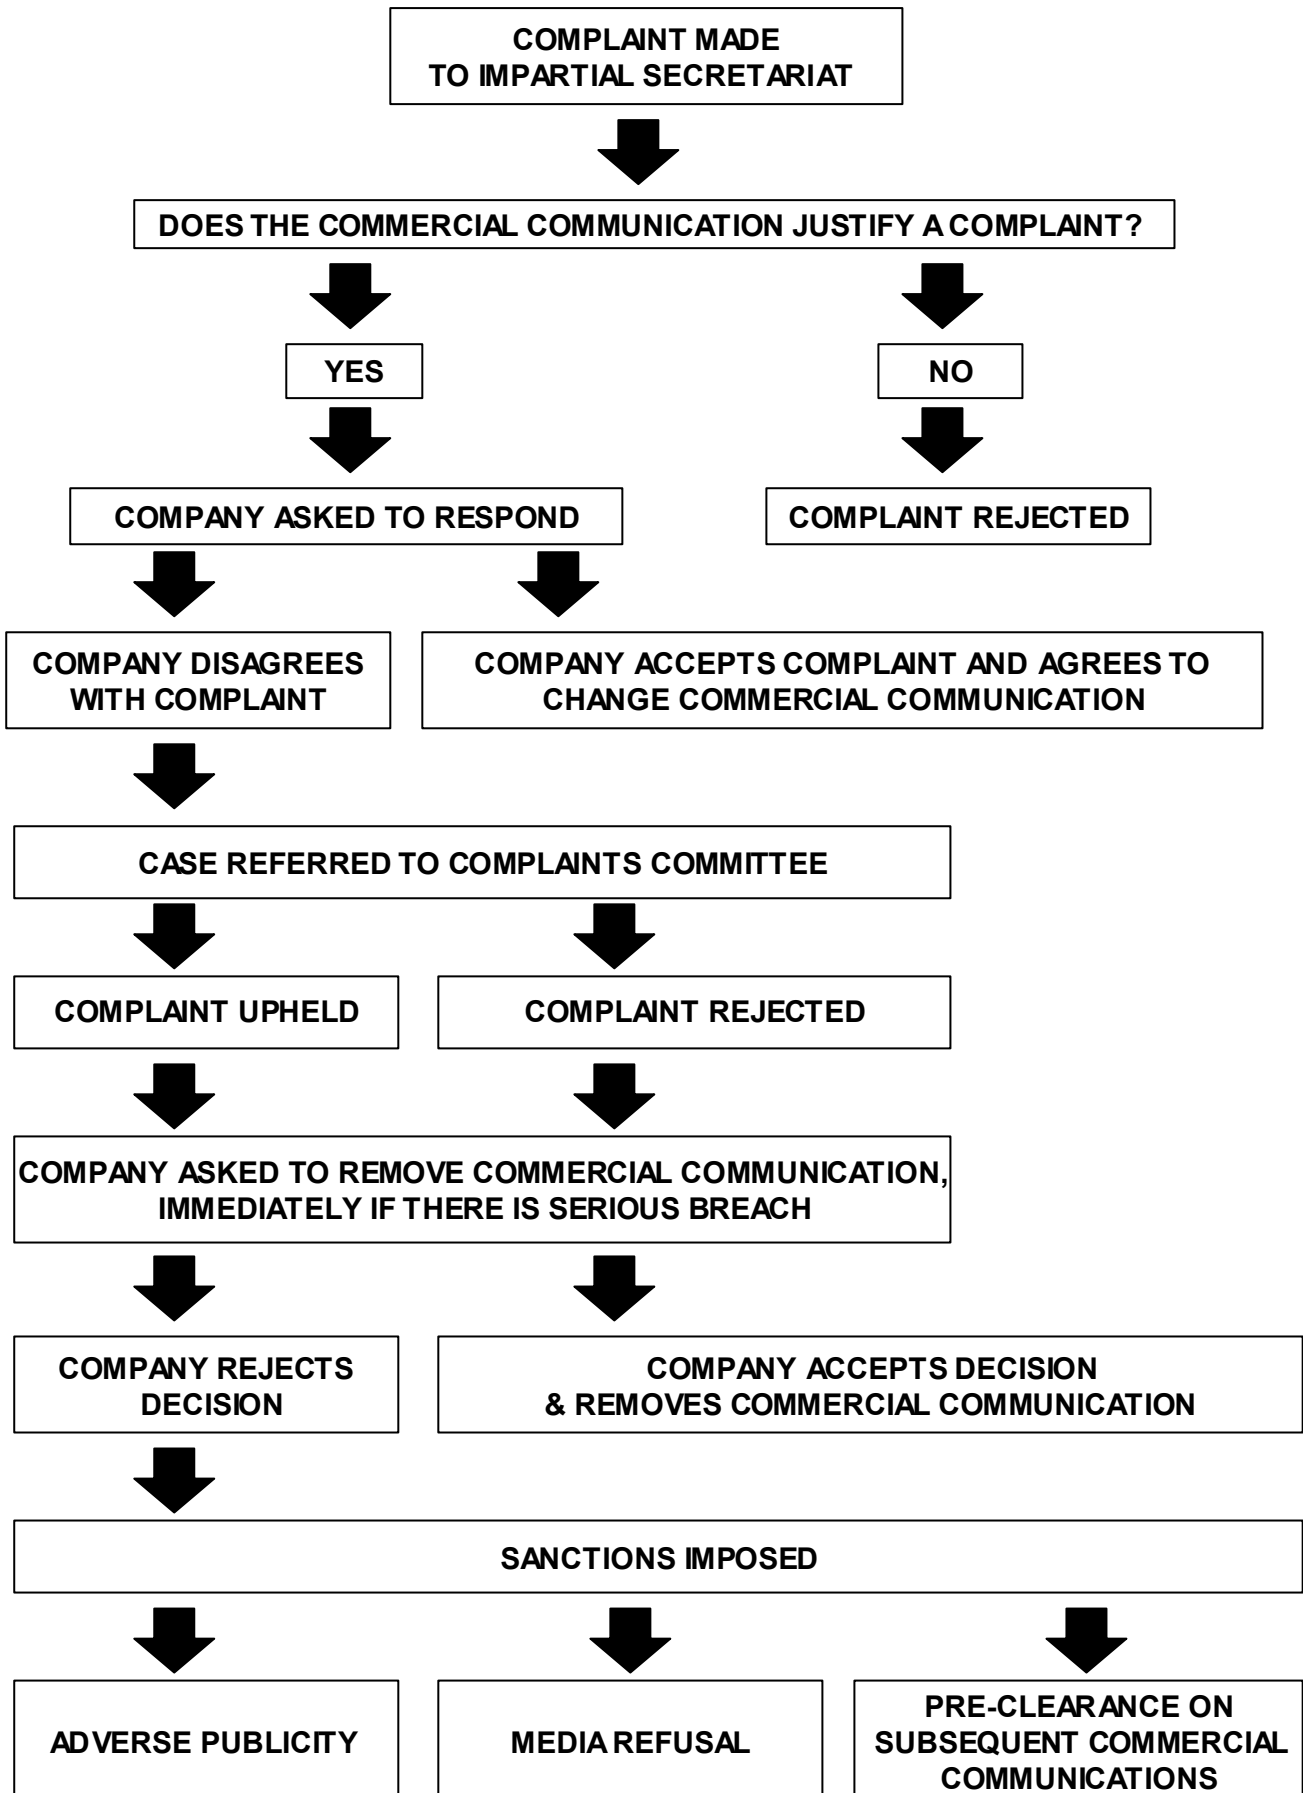 COMPLAINT MADE
TO IMPARTIAL SECRETARIAT
DOES THE COMMERCIAL COMMUNICATION JUSTIFY A COMPLAINT?
YES
NO
COMPANY ASKED TO RESPOND
COMPLAINT REJECTED
COMPANY DISAGREES
WITH COMPLAINT
COMPANY ACCEPTS COMPLAINT AND AGREES TO
CHANGE COMMERCIAL COMMUNICATION
CASE REFERRED TO COMPLAINTS COMMITTEE
COMPLAINT UPHELD
COMPLAINT REJECTED
COMPANY ASKED TO REMOVE COMMERCIAL COMMUNICATION,
IMMEDIATELY IF THERE IS SERIOUS BREACH
COMPANY REJECTS
DECISION
COMPANY ACCEPTS DECISION
& REMOVES COMMERCIAL COMMUNICATION
SANCTIONS IMPOSED
ADVERSE PUBLICITY
MEDIA REFUSAL
PRE-CLEARANCE ON
SUBSEQUENT COMMERCIAL
COMMUNICATIONS